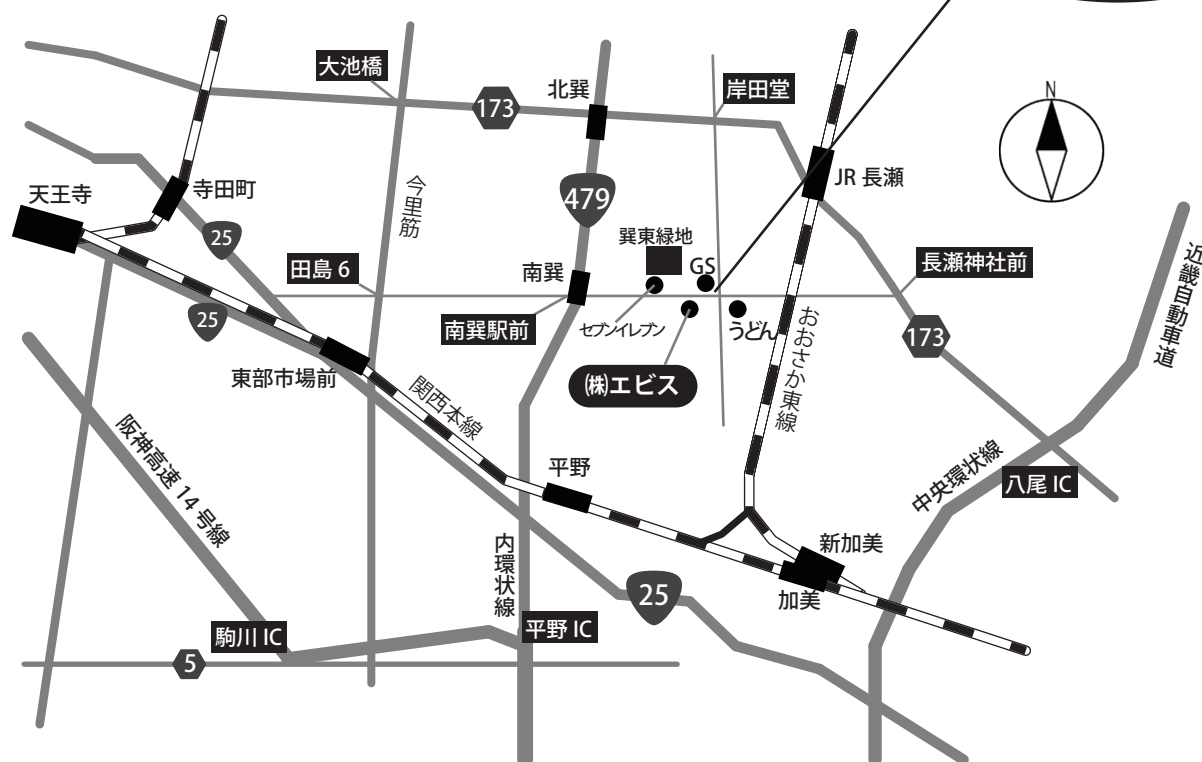 大池橋
北巽
岸田堂
173
N
JR 長瀬
天王寺
寺田町
今里筋
479
25
巽東緑地
GS
田島 6
南巽
長瀬神社前
近畿自動車道
25
南巽駅前
セブンイレブン
うどん
おおさか東線
173
東部市場前
㈱エビス
関西本線
阪神高速 14 号線
平野
中央環状線
八尾 IC
内環状線
新加美
加美
25
駒川 IC
平野 IC
5